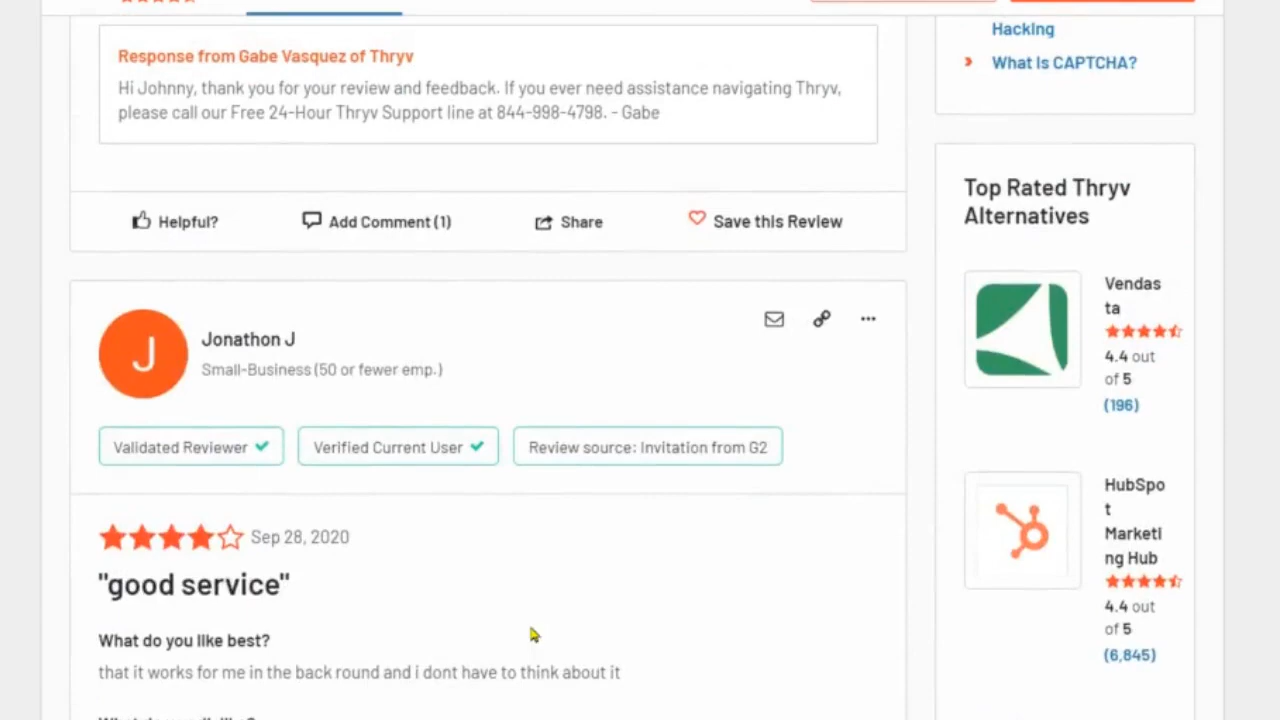 Response from Gabe Vasquez of Thryv
Hi Johnny, thank you for your review and feedback. If you ever need assistance navigating Thryv,
please call our Free 24-Hour Thryv Support line at 844-998-4798. - Gabe
Helpful?
Add Comment (1)
Share
Save this Review
J
Jonathon J
Small-Business (50 or fewer emp.)
Validated Reviewer
Verified Current User
Review source: Invitation from G2
Sep 28, 2020
"good service"
What do you like best?
that it works for me in the back round and i dont have to think about it
Hacking
What Is CAPTCHA?
Top Rated Thryv
Alternatives
Vendas
ta
4.4 out
of 5
(196)
HubSpo
t
Marketi
ng Hub
4.4 out
of 5
(6,845)